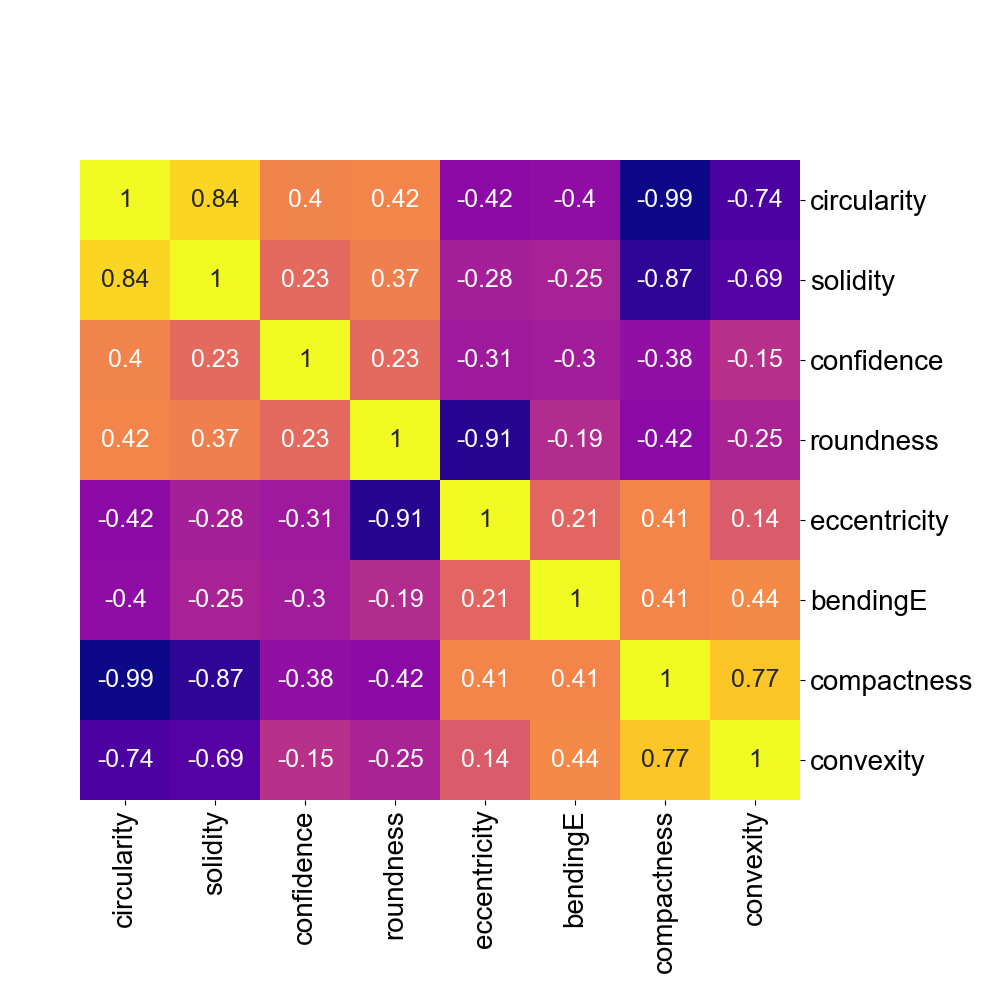 1 0.84 0.4 0.42 -0.42 -0.4 -0.99 -0.74 circularity
0.84 1 0.23 0.37 -0.28 -0.25 -0.87 -0.69 solidity
0.4 0.23 1 0.23 -0.31 -0.3 -0.38 -0.15 confidence
0.42 0.37 0.23 1 -0.91 -0.19 -0.42 -0.25 roundness
-0.42 -0.28 -0.31 -0.91 1 0.21 0.41 0.14 eccentricity
-0.4 -0.25 -0.3 -0.19 0.21 1 0.41 0.44 bendingE
-0.99 -0.87 -0.38 -0.42 0.41 0.41 1 0.77 compactness
-0.74 -0.69 -0.15 -0.25 0.14 0.44 0.77 1 convexity
circularity
solidity
confidence
roundness
eccentricity
bendingE
compactness
convexity